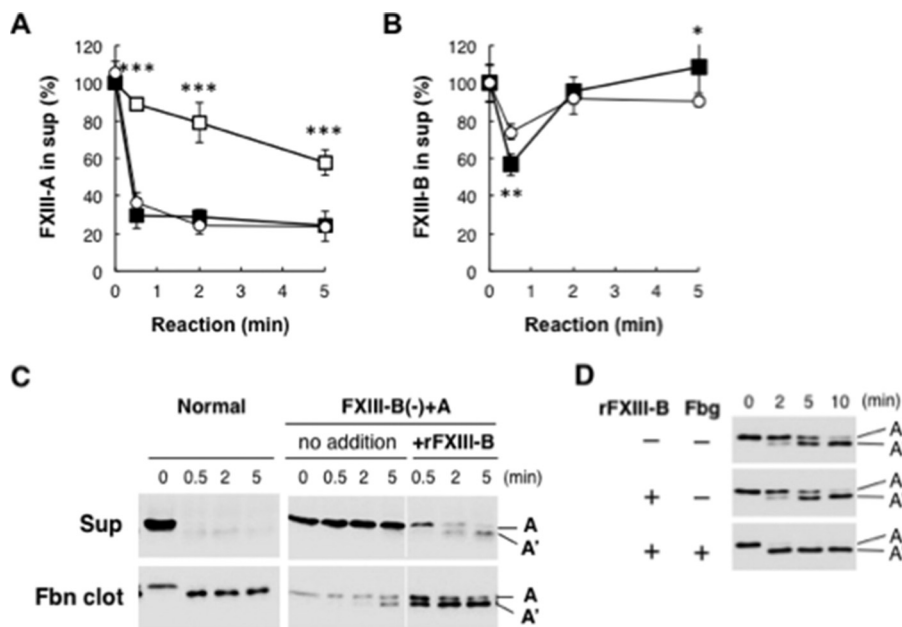 A
FXIII-A in sup (%)
120
100
80
60
40
20
0
***
***
***
0 1 2 3 4 5
Reaction (min)
B
FXIII-B in sup (%)
120
100
80
60
40
20
0
*
**
0 1 2 3 4 5
Reaction (min)
C
Normal
FXIII-B(-)+A
no addition
+rFXIII-B
0 0.5 2 5
0 0.5 2 5
0.5 2 5 (min)
Sup
A
A'
Fbn clot
A
A'
D
rFXIII-B Fbg
0 2 5 10 (min)
− −
A
A
+ −
A
A
+ +
A
A